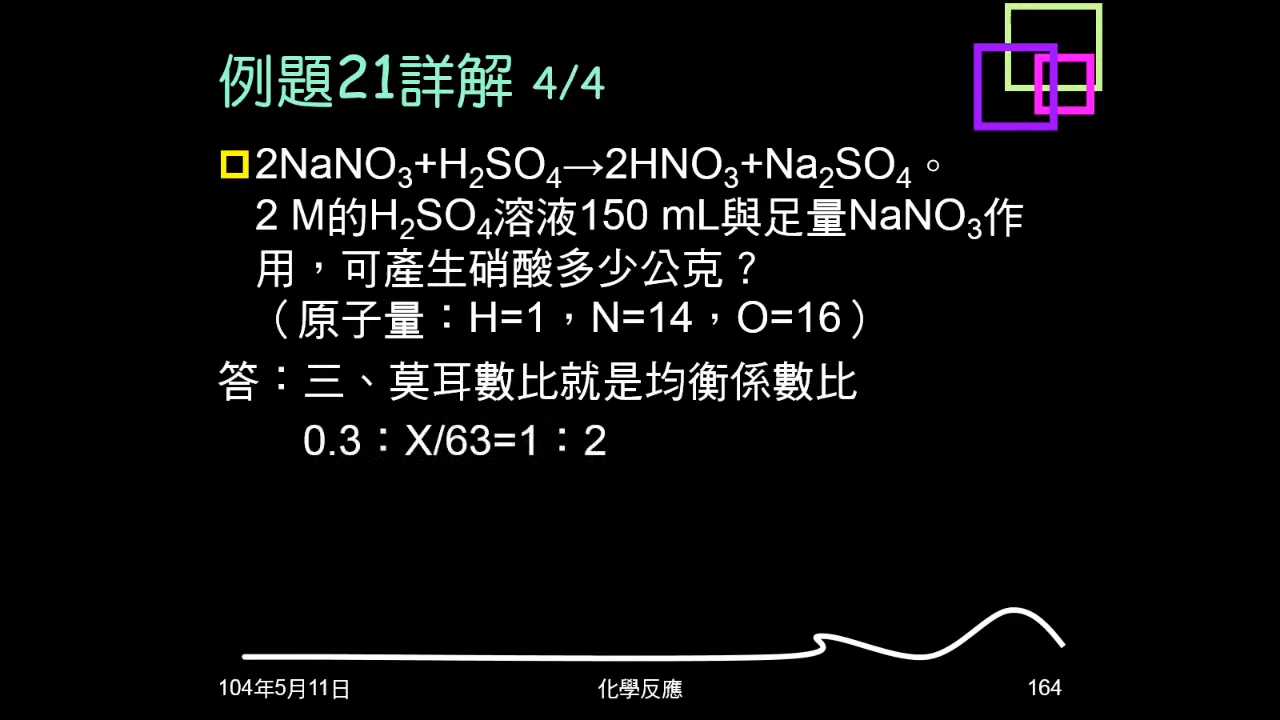 例題21詳解 4/4
2NaNO₃+H₂SO₄→2HNO₃+Na₂SO₄。
2 M的H₂SO₄溶液150 mL與足量NaNO₃作
用，可產生硝酸多少公克？
（原子量：H=1，N=14，O=16）
答：三、莫耳數比就是均衡係數比
0.3：X/63=1：2
104年5月11日
化學反應
164